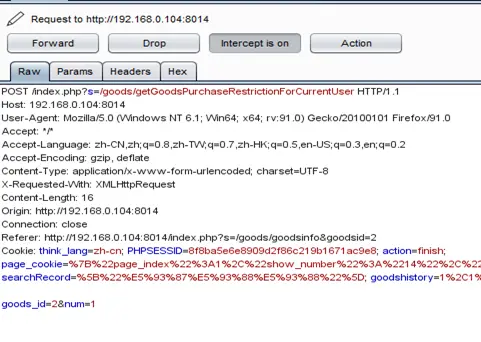 Request to http://192.168.0.104:8014
Forward Drop Intercept is on Action
Raw Params Headers Hex
POST /index.php?s=/goods/getGoodsPurchaseRestrictionForCurrentUser HTTP/1.1
Host: 192.168.0.104:8014
User-Agent: Mozilla/5.0 (Windows NT 6.1; Win64; x64; rv:91.0) Gecko/20100101 Firefox/91.0
Accept: */*
Accept-Language: zh-CN,zh;q=0.8,zh-TW;q=0.7,zh-HK;q=0.5,en-US;q=0.3,en;q=0.2
Accept-Encoding: gzip, deflate
Content-Type: application/x-www-form-urlencoded; charset=UTF-8
X-Requested-With: XMLHttpRequest
Content-Length: 16
Origin: http://192.168.0.104:8014
Connection: close
Referer: http://192.168.0.104:8014/index.php?s=/goods/goodsinfo&goodsid=2
Cookie: think_lang=zh-cn; PHPSESSID=8f8ba5e6e8909d2f86c219b1671ac9e8; action=finish;
page_cookie=%7B%22page_index%22%3A1%2C%22show_number%22%3A%2214%22%2C%22
searchRecord=%5B%22%E5%93%87%E5%93%88%E5%93%88%22%5D; goodshistory=1%2C1%
goods_id=2&num=1